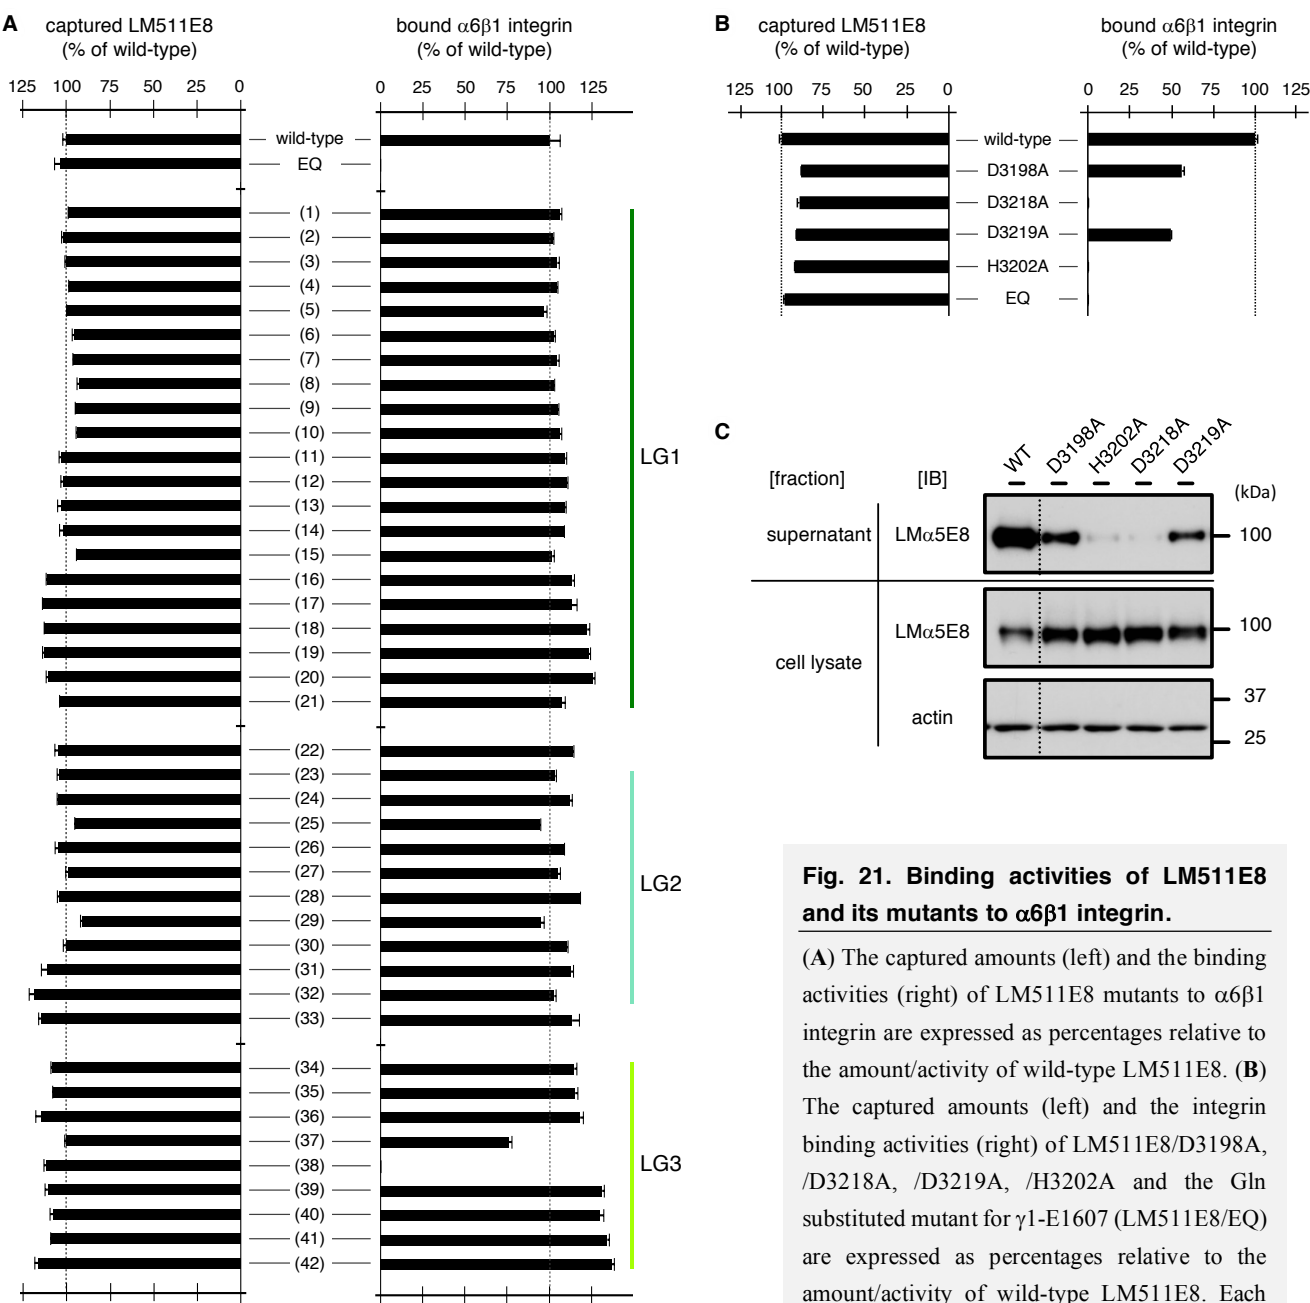 A
captured LM511E8
(% of wild-type)
bound α6β1 integrin
(% of wild-type)
125 100 75 50 25 0
0 25 50 75 100 125
wild-type
EQ
(1)
(2)
(3)
(4)
(5)
(6)
(7)
(8)
(9)
(10)
(11)
(12)
(13)
(14)
(15)
(16)
(17)
(18)
(19)
(20)
(21)
LG1
(22)
(23)
(24)
(25)
(26)
(27)
(28)
(29)
(30)
(31)
(32)
(33)
LG2
(34)
(35)
(36)
(37)
(38)
(39)
(40)
(41)
(42)
LG3
B
captured LM511E8
(% of wild-type)
bound α6β1 integrin
(% of wild-type)
125 100 75 50 25 0
0 25 50 75 100 125
wild-type
D3198A
D3218A
D3219A
H3202A
EQ
C
[fraction] [IB]
WT D3198A H3202A D3218A D3219A
(kDa)
supernatant LMα5E8 100
cell lysate
LMα5E8 100
actin
37
25
Fig. 21. Binding activities of LM511E8
and its mutants to α6β1 integrin.
(A) The captured amounts (left) and the binding
activities (right) of LM511E8 mutants to α6β1
integrin are expressed as percentages relative to
the amount/activity of wild-type LM511E8. (B)
The captured amounts (left) and the integrin
binding activities (right) of LM511E8/D3198A,
/D3218A, /D3219A, /H3202A and the Gln
substituted mutant for γ1-E1607 (LM511E8/EQ)
are expressed as percentages relative to the
amount/activity of wild-type LM511E8. Each